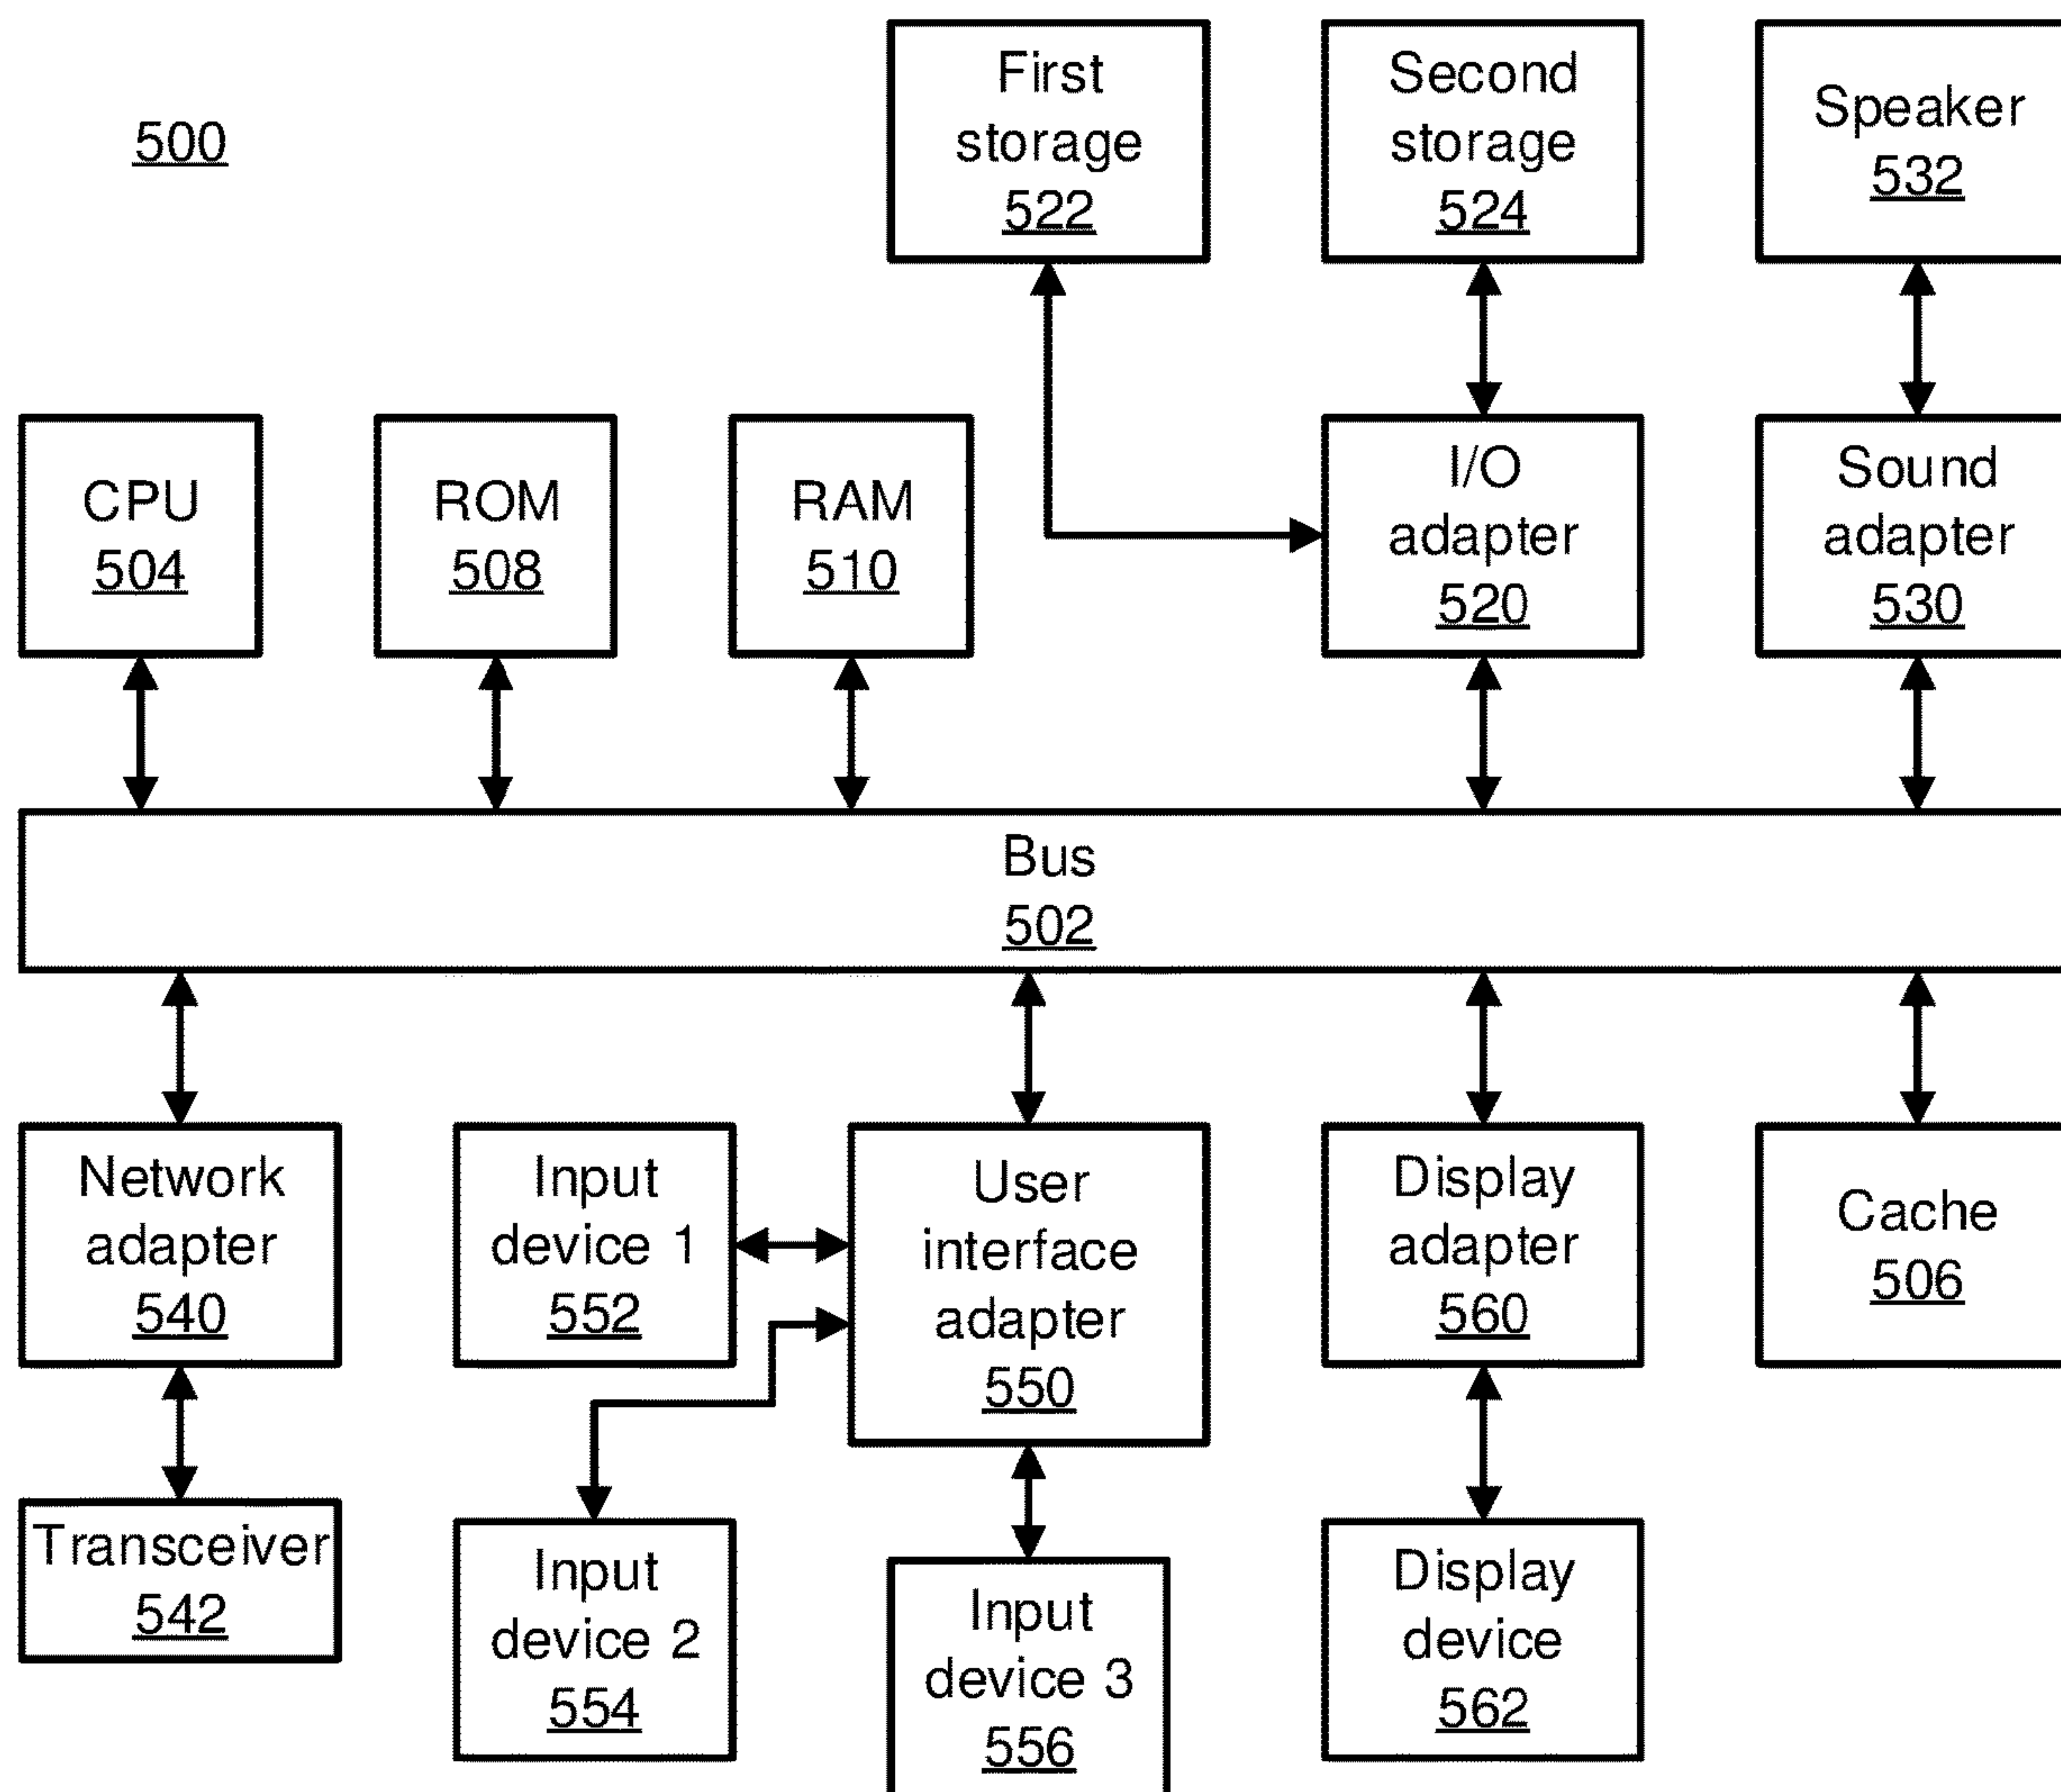 500
First
storage
522
Second
storage
524
Speaker
532
CPU
504
ROM
508
RAM
510
I/O
adapter
520
Sound
adapter
530
Bus
502
Network
adapter
540
Input
device 1
552
User
interface
adapter
550
Display
adapter
560
Cache
506
Transceiver
542
Input
device 2
554
Input
device 3
556
Display
device
562